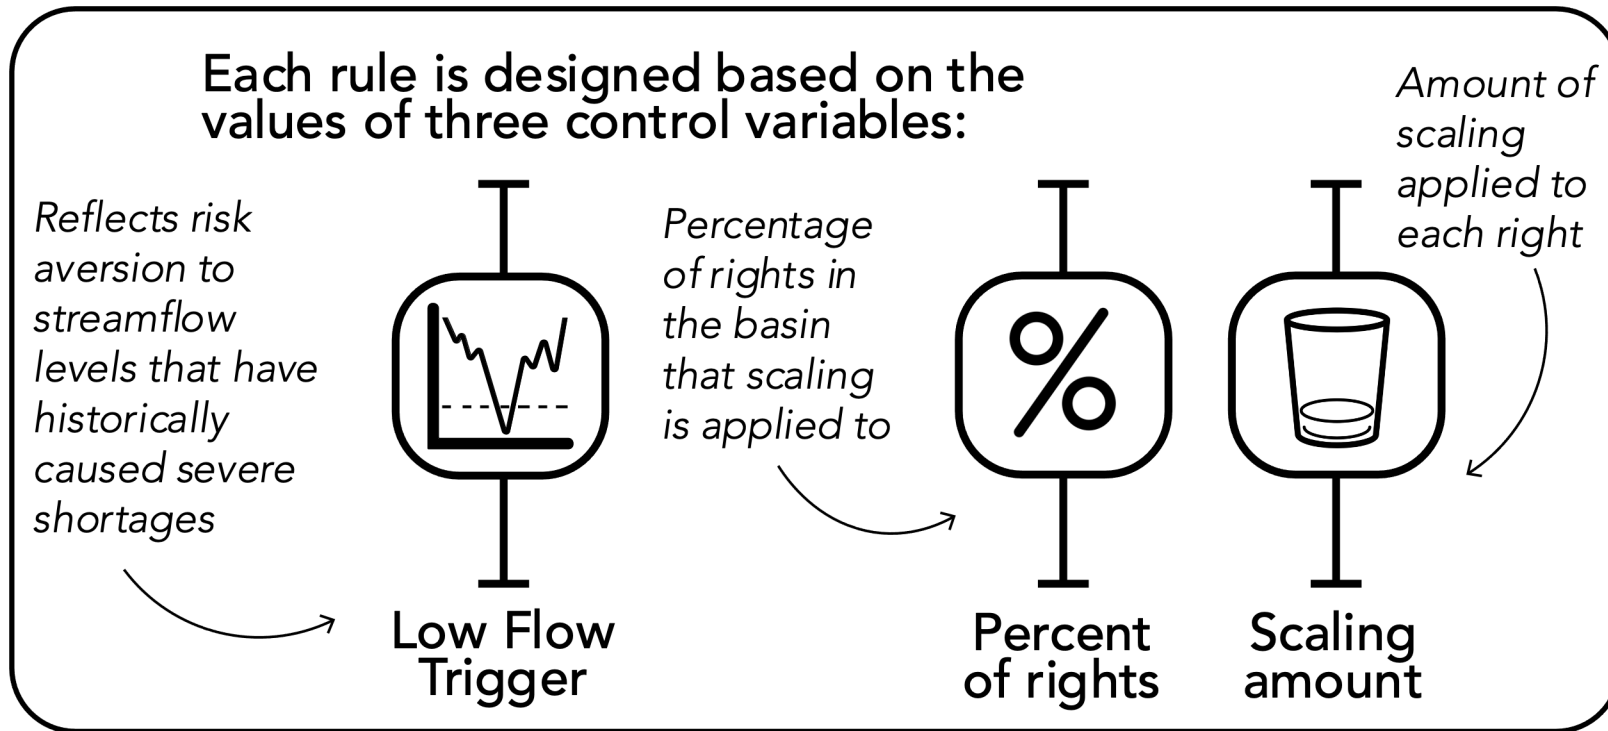 Each rule is designed based on the
values of three control variables:
Reflects risk
aversion to
streamflow
levels that have
historically
caused severe
shortages
Low Flow
Trigger
Percentage
of rights in
the basin
that scaling
is applied to
%
Percent
of rights
Amount of
scaling
applied to
each right
Scaling
amount